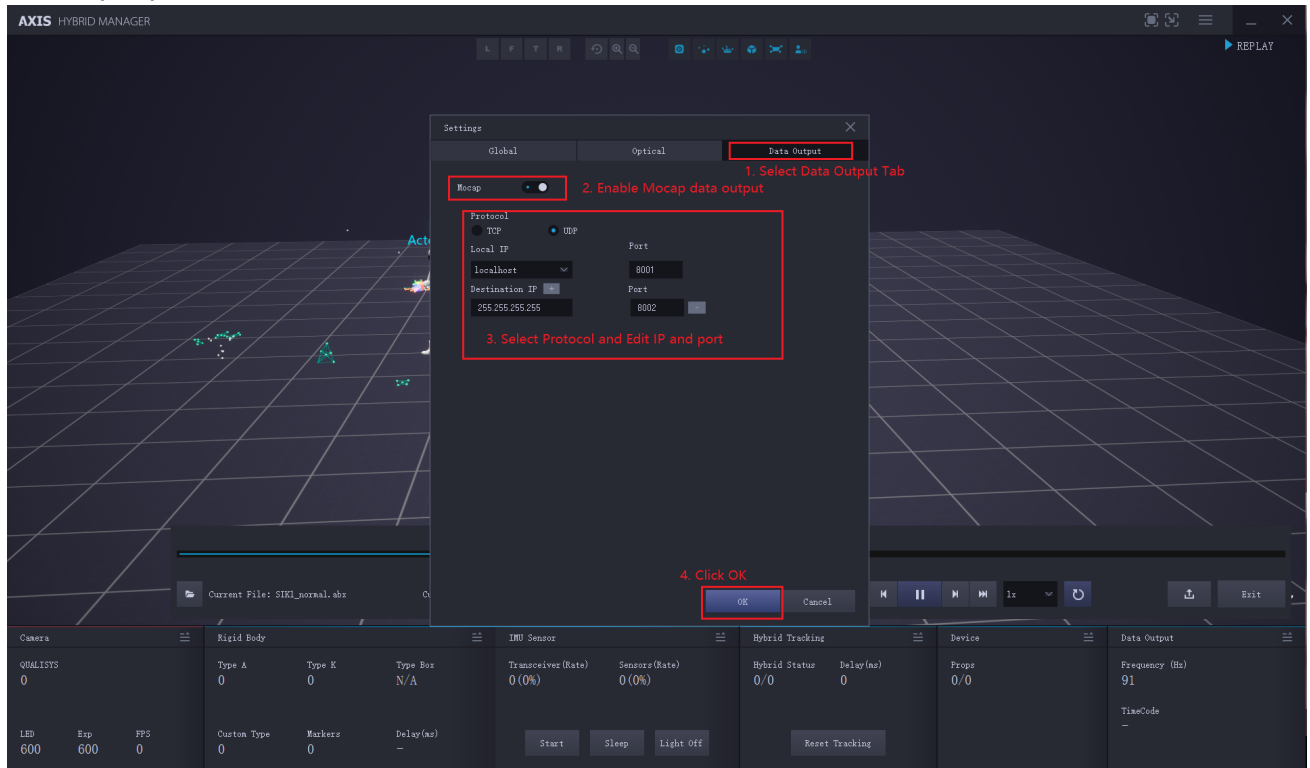 AXIS HYBRID MANAGER
L F T R
REPLAY
Settings
Global Optical Data Output
1. Select Data Output Tab
Mocap
2. Enable Mocap data output
Protocol
TCP UDP
Acto
Local IP Port
localhost 8001
Destination IP + Port
255.255.255.255 8002 -
3. Select Protocol and Edit IP and port
4. Click OK
OK Cancel
Current File: SIK1_normal.abx
1x
Exit
Camera
QUALISYS
0
LED Exp FPS
600 600 0
Rigid Body
Type A Type K Type Box
0 0 N/A
Custom Type Markers Delay(ms)
0 0 —
IMU Sensor
Transceiver(Rate) Sensors(Rate)
0(0%) 0(0%)
Start Sleep Light Off
Hybrid Tracking
Hybrid Status Delay(ms)
0/0 0
Reset Tracking
Device
Props
0/0
Data Output
Frequency (Hz)
91
TimeCode
—